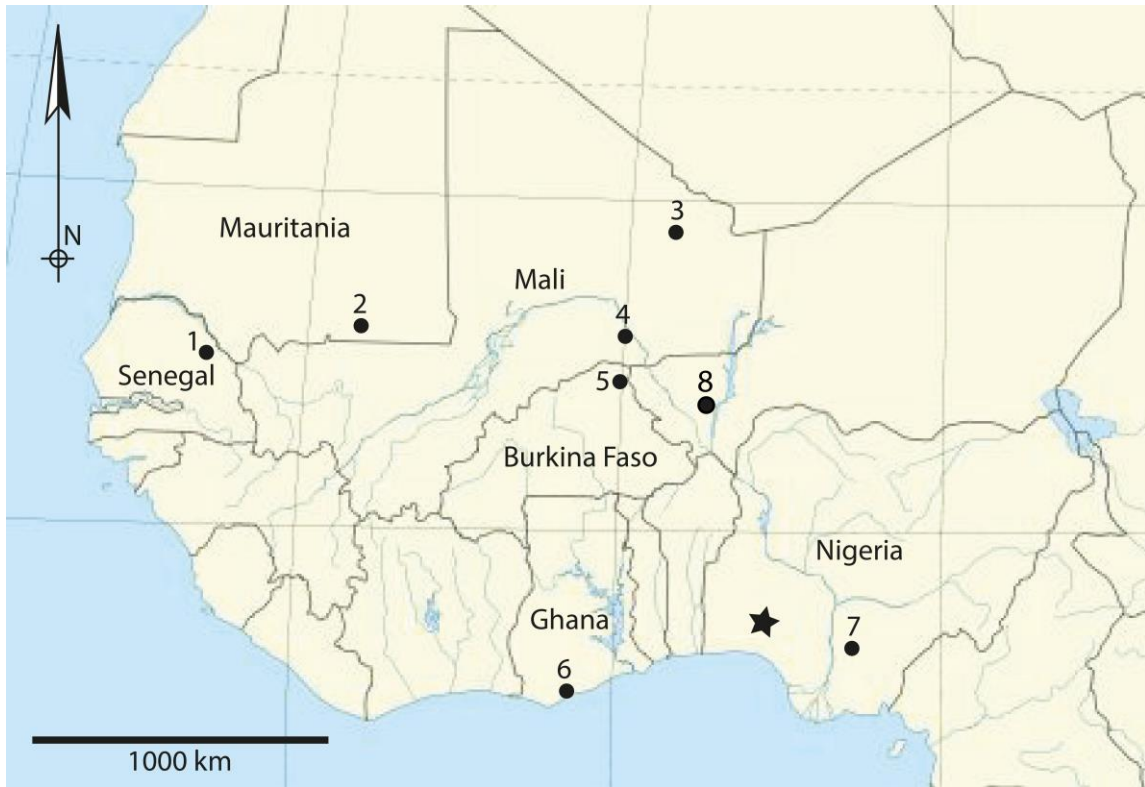 N
Mauritania
3
Mali
2
4
1
Senegal
5
8
Burkina Faso
Nigeria
Ghana
7
6
1000 km